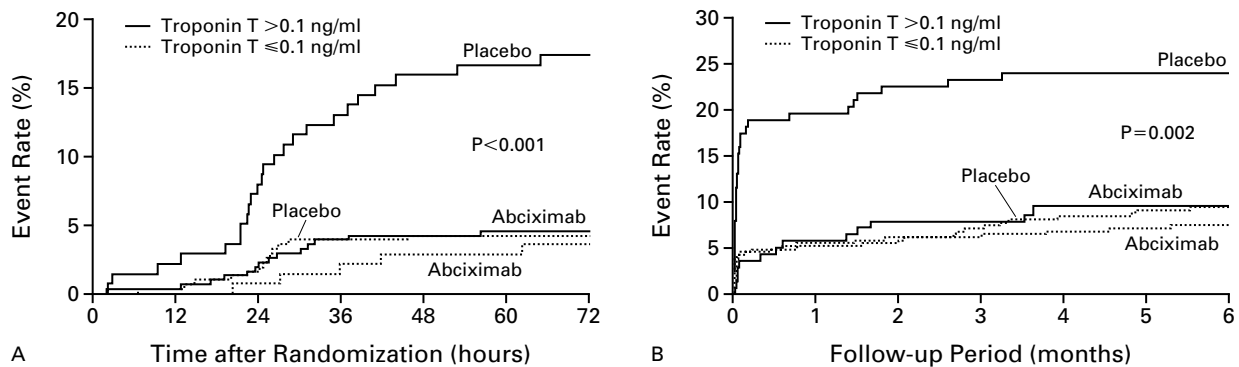 Troponin T >0.1 ng/ml
Troponin T ⩽0.1 ng/ml
Placebo
P<0.001
Placebo
Abciximab
Abciximab
Event Rate (%)
20
15
10
5
0
0 12 24 36 48 60 72
A Time after Randomization (hours)
Troponin T >0.1 ng/ml
Troponin T ⩽0.1 ng/ml
Placebo
P=0.002
Placebo
Abciximab
Abciximab
Event Rate (%)
30
25
20
15
10
5
0
0 1 2 3 4 5 6
B Follow-up Period (months)